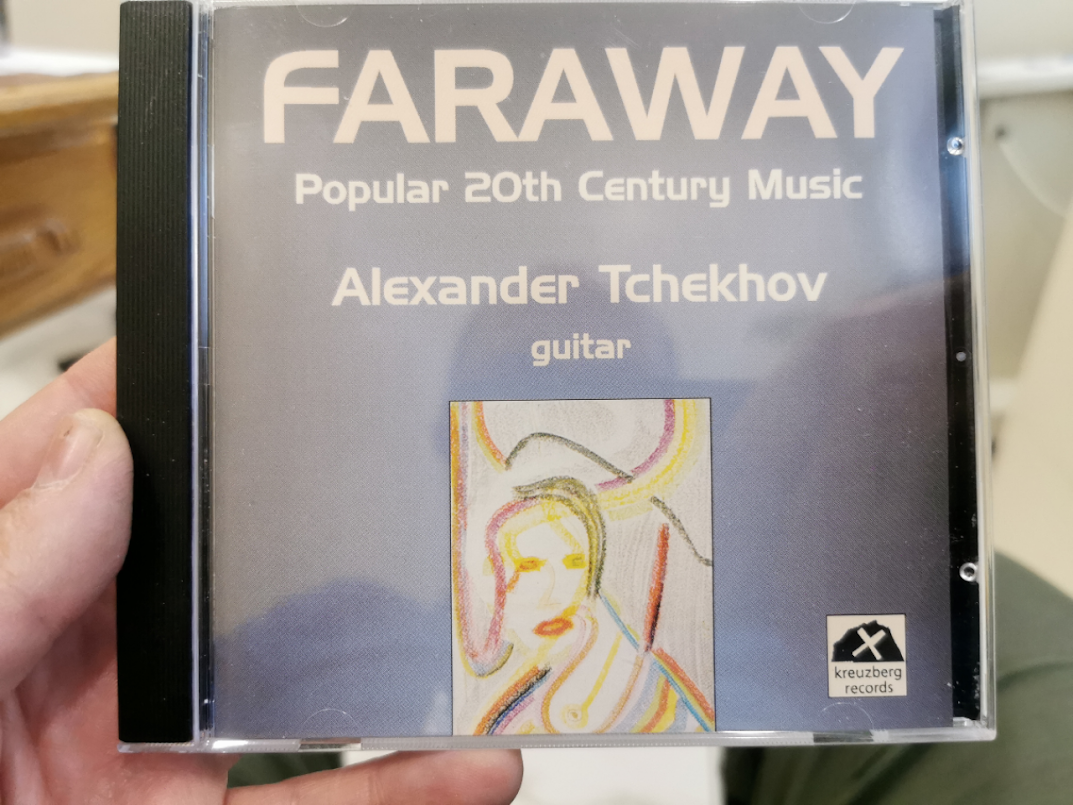 FARAWAY
Popular 20th Century Music
Alexander Tchekhov
guitar
kreuzberg
records